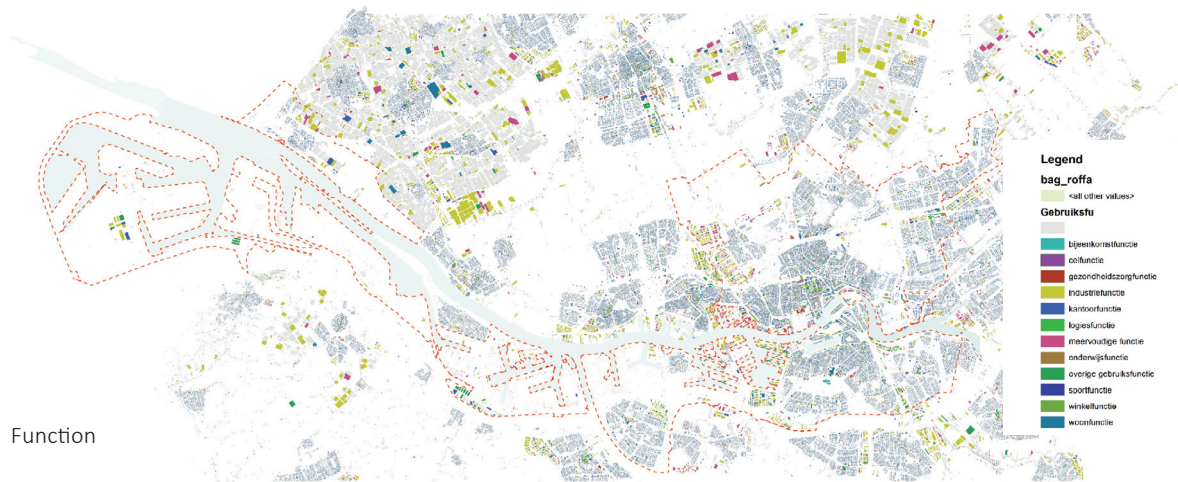 Legend
bag_roffa
<all other values>
Gebruiksfu
bijeenkomstfunctie
celfunctie
gezondheidszorgfunctie
industriefunctie
kantoorfunctie
logiesfunctie
meervoudige functie
onderwijsfunctie
overige gebruiksfunctie
sportfunctie
winkelfunctie
woonfunctie
Function